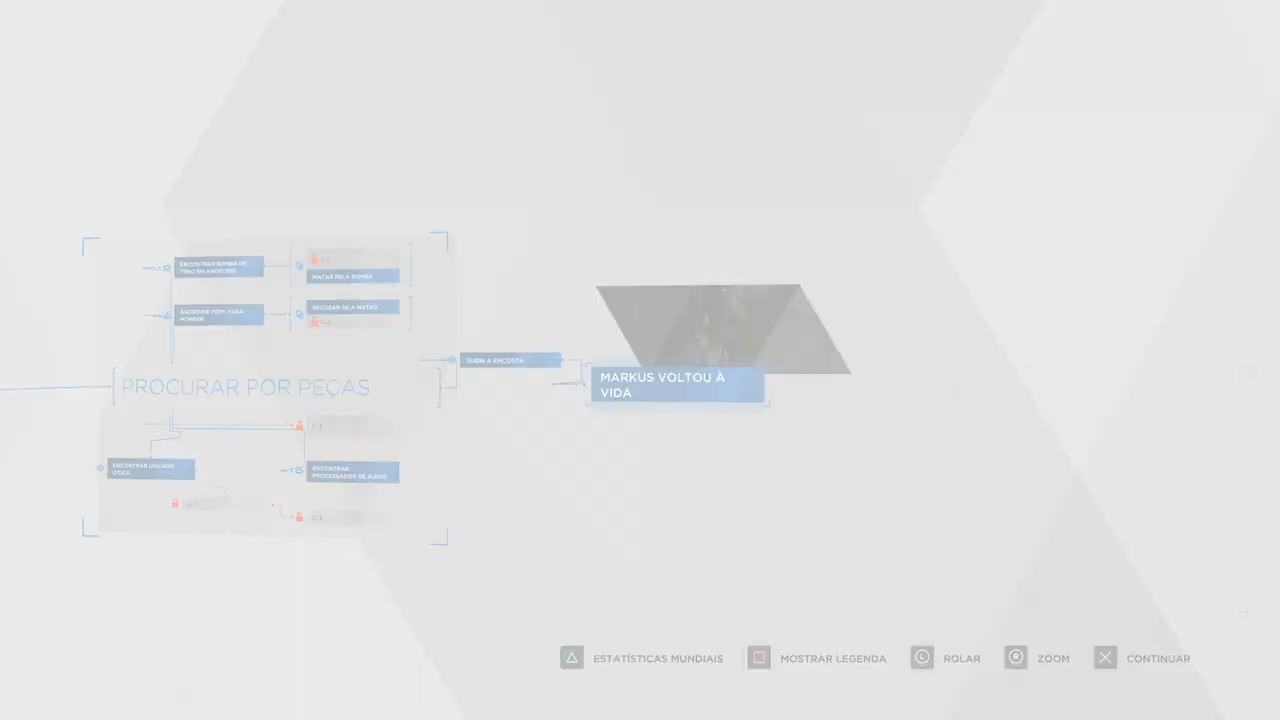 ENCONTRAR BOMBA DE
TIRIO EM ANDROIDE
MATAR PELA BOMBA
ANDROIDE PEDE PARA
MORRER
RECUSAR-SE A MATAR
SUBIR A ENCOSTA
PROCURAR POR PEÇAS
MARKUS VOLTOU À
VIDA
ENCONTRAR UNIDADE
ÓTICA
ENCONTRAR
PROCESSADOR DE ÁUDIO
ESTATÍSTICAS MUNDIAIS
MOSTRAR LEGENDA
L
ROLAR
R
ZOOM
CONTINUAR